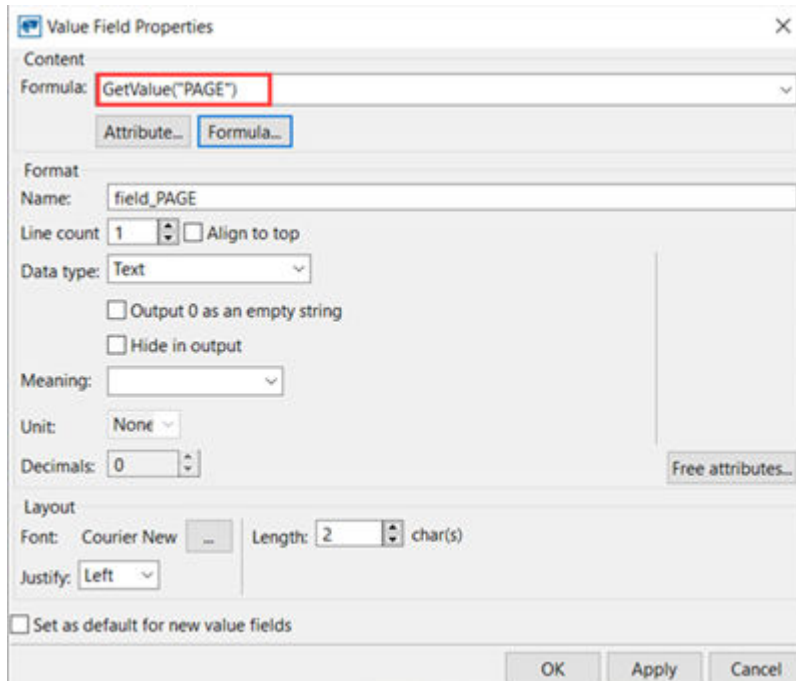 Value Field Properties
Content
Formula: GetValue("PAGE")
Attribute... Formula...
Format
Name: field_PAGE
Line count 1 Align to top
Data type: Text
Output 0 as an empty string
Hide in output
Meaning:
Unit: None
Decimals: 0 Free attributes...
Layout
Font: Courier New ... Length: 2 char(s)
Justify: Left
Set as default for new value fields
OK Apply Cancel